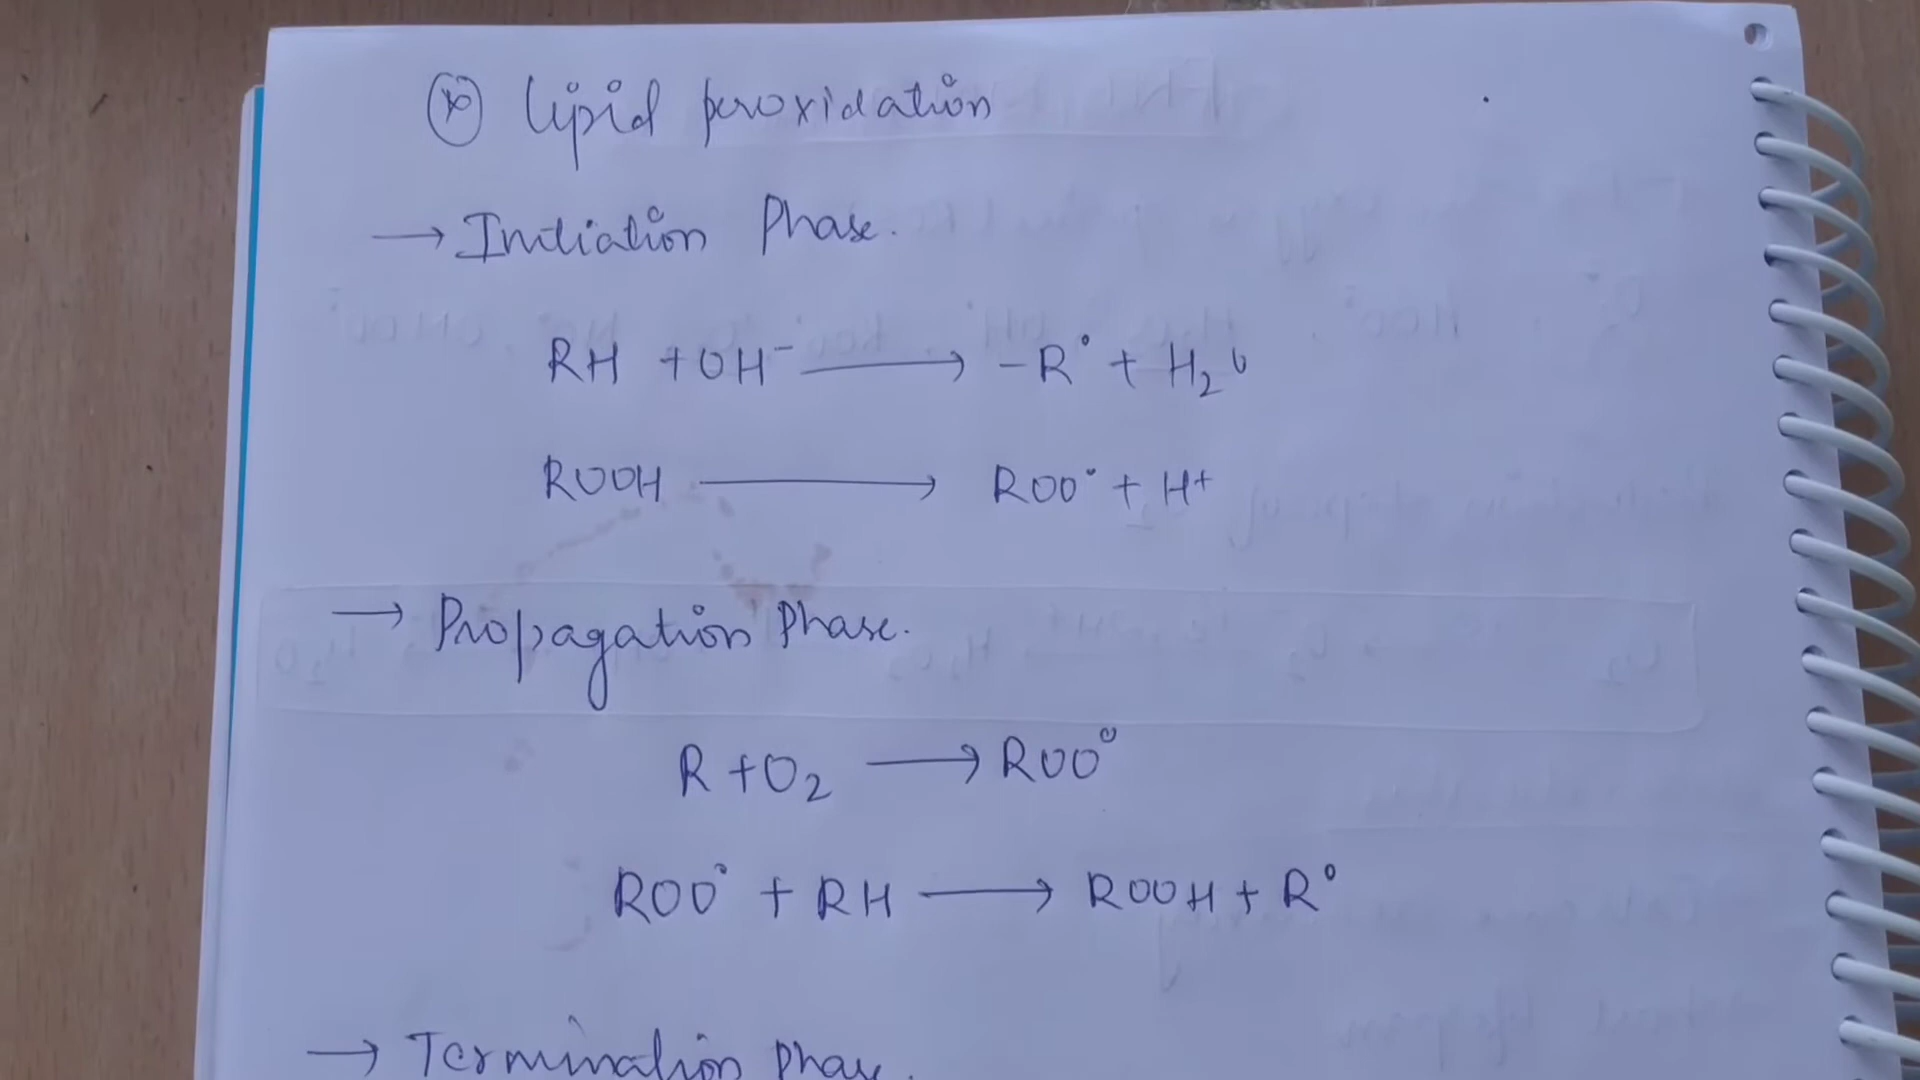 lipid peroxidation
→ Initiation Phase.
RH + OH⁻ → -R° + H₂O
ROOH → ROO° + H+
→ Propagation Phase.
R + O₂ → ROO°
ROO° + RH → ROOH + R°
→ Termination Phase.